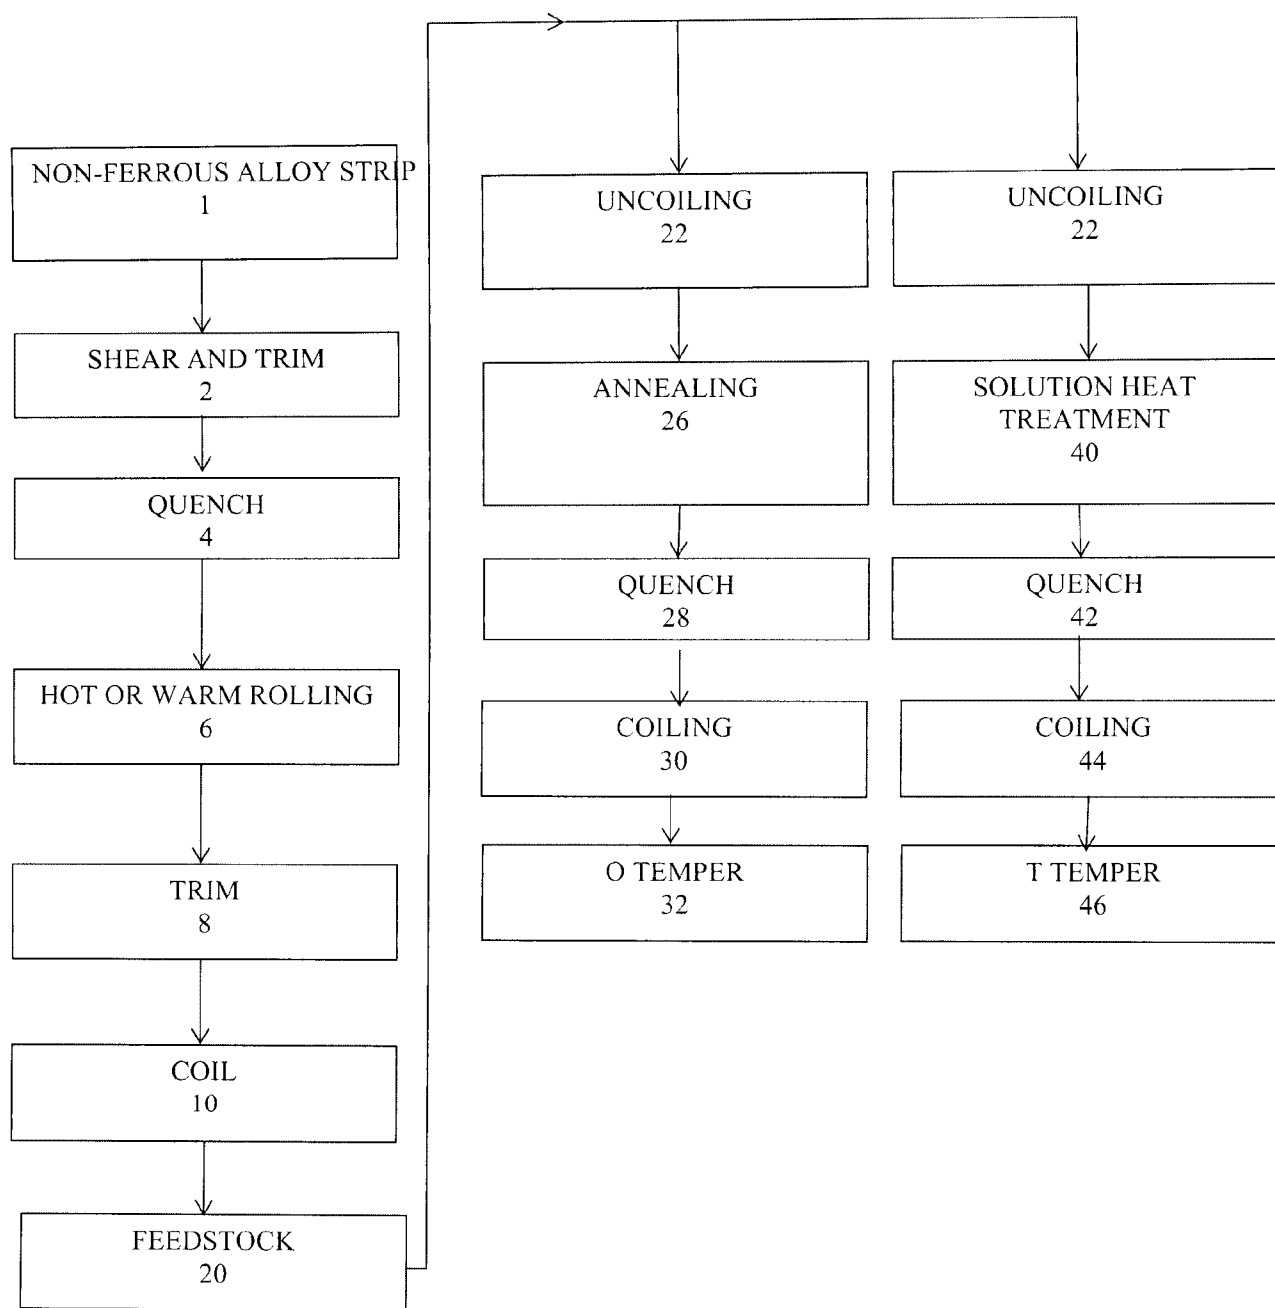 NON-FERROUS ALLOY STRIP
1
SHEAR AND TRIM
2
QUENCH
4
HOT OR WARM ROLLING
6
TRIM
8
COIL
10
FEEDSTOCK
20
UNCOILING
22
ANNEALING
26
QUENCH
28
COILING
30
O TEMPER
32
UNCOILING
22
SOLUTION HEAT
TREATMENT
40
QUENCH
42
COILING
44
T TEMPER
46